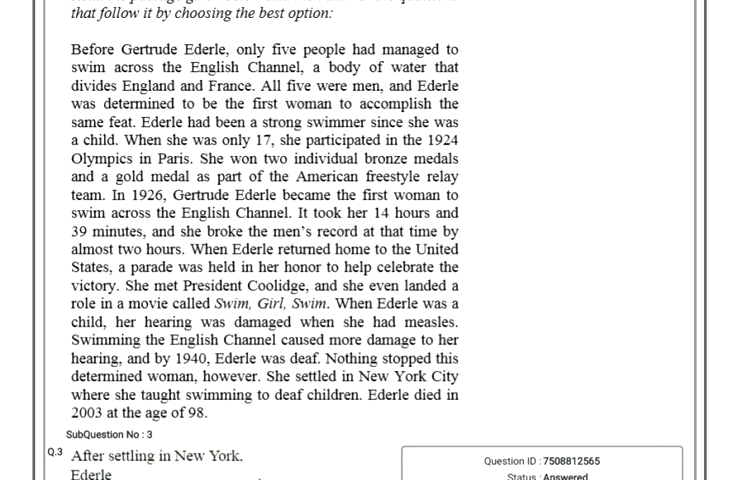 that follow it by choosing the best option:
Before Gertrude Ederle, only five people had managed to
swim across the English Channel, a body of water that
divides England and France. All five were men, and Ederle
was determined to be the first woman to accomplish the
same feat. Ederle had been a strong swimmer since she was
a child. When she was only 17, she participated in the 1924
Olympics in Paris. She won two individual bronze medals
and a gold medal as part of the American freestyle relay
team. In 1926, Gertrude Ederle became the first woman to
swim across the English Channel. It took her 14 hours and
39 minutes, and she broke the men's record at that time by
almost two hours. When Ederle returned home to the United
States, a parade was held in her honor to help celebrate the
victory. She met President Coolidge, and she even landed a
role in a movie called Swim, Girl, Swim. When Ederle was a
child, her hearing was damaged when she had measles.
Swimming the English Channel caused more damage to her
hearing, and by 1940, Ederle was deaf. Nothing stopped this
determined woman, however. She settled in New York City
where she taught swimming to deaf children. Ederle died in
2003 at the age of 98.
SubQuestion No : 3
Q.3 After settling in New York,
Ederle
Question ID : 7508812565
Status : Answered